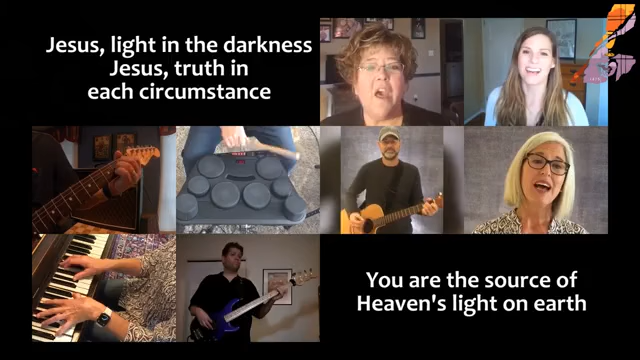 Jesus, light in the darkness
Jesus, truth in
each circumstance
You are the source of
Heaven's light on earth